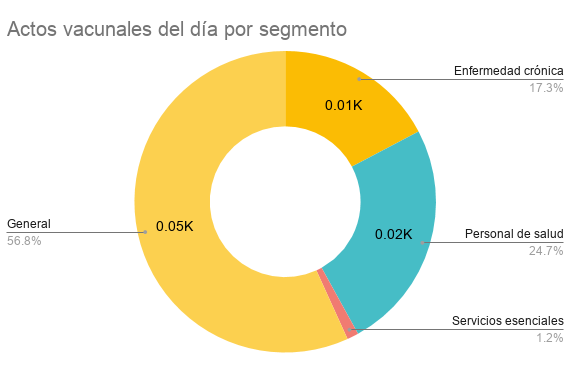 Actos vacunales del día por segmento
Enfermedad crónica
17.3%
0.01K
General
56.8%
0.05K
0.02K
Personal de salud
24.7%
Servicios esenciales
1.2%